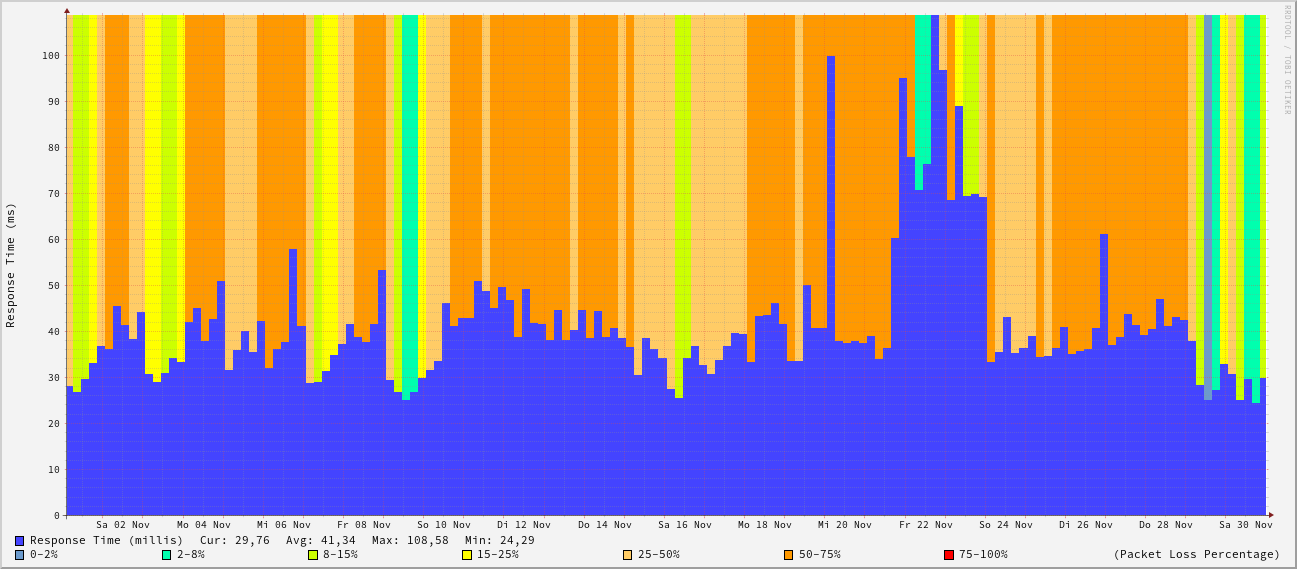 RRDTOOL / TOBI OETIKER
Response Time (ms)
100
90
80
70
60
50
40
30
20
10
0
Sa 02 Nov Mo 04 Nov Mi 06 Nov Fr 08 Nov So 10 Nov Di 12 Nov Do 14 Nov Sa 16 Nov Mo 18 Nov Mi 20 Nov Fr 22 Nov So 24 Nov Di 26 Nov Do 28 Nov Sa 30 Nov
Response Time (millis) Cur: 29,76 Avg: 41,34 Max: 108,58 Min: 24,29
0-2% 2-8% 8-15% 15-25% 25-50% 50-75% 75-100% (Packet Loss Percentage)